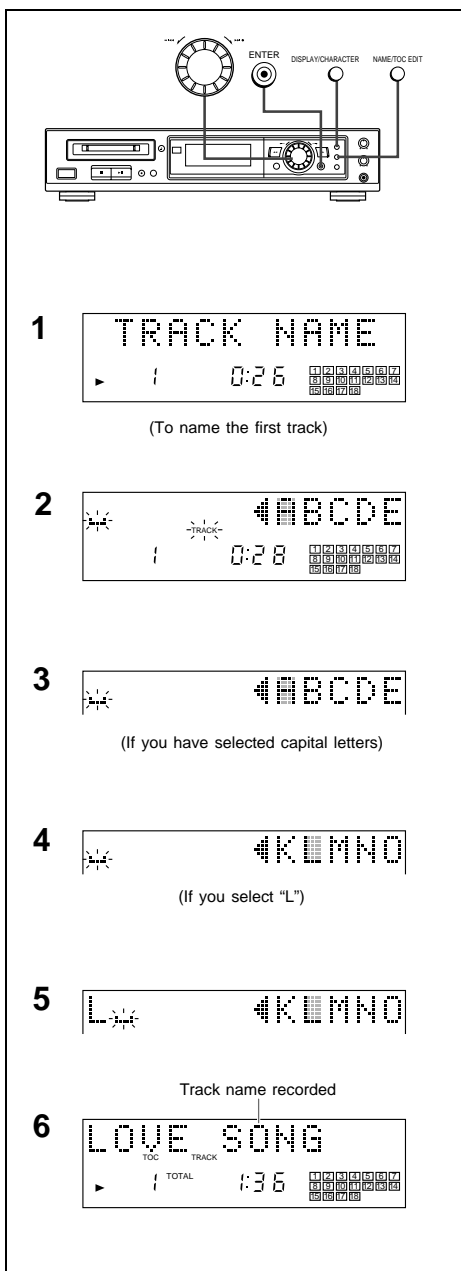 ENTER
DISPLAY/CHARACTER
NAME/TOC EDIT
1
TRACK NAME
1 0:26
1 2 3 4 5 6 7
8 9 10 11 12 13 14
15 16 17 18
(To name the first track)
2
ABCDE
TRACK
1 0:28
1 2 3 4 5 6 7
8 9 10 11 12 13 14
15 16 17 18
3
ABCDE
(If you have selected capital letters)
4
KLMNO
(If you select “L”)
5
L KLMNO
Track name recorded
6
LOVE SONG
TOC TRACK
1 TOTAL 1:36
1 2 3 4 5 6 7
8 9 10 11 12 13 14
15 16 17 18